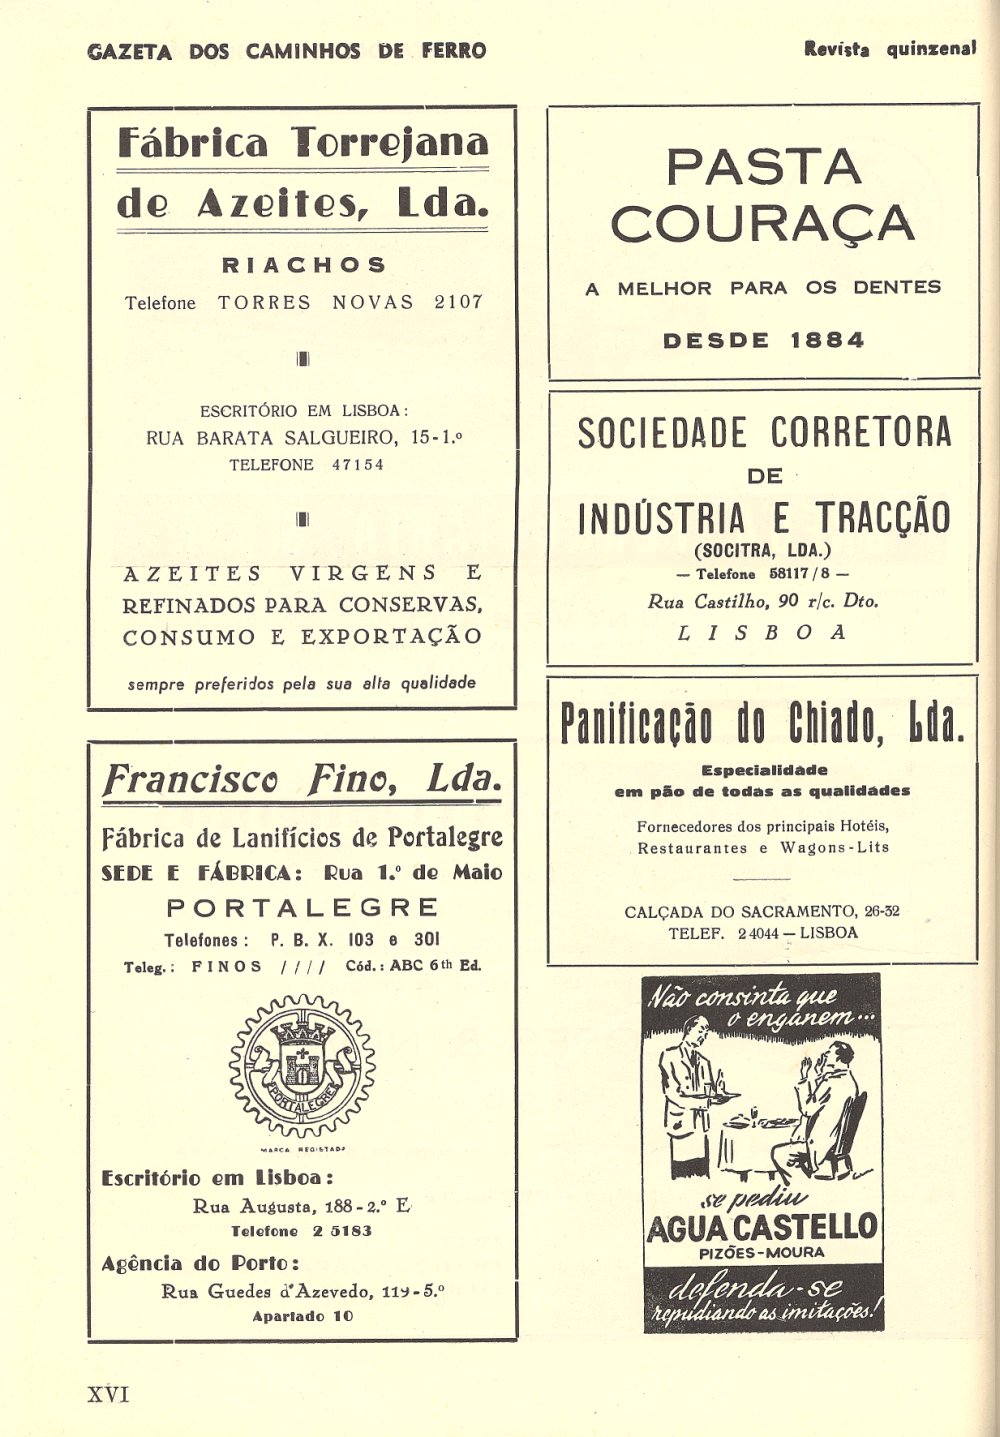 GAZETA DOS CAMINHOS DE FERRO
Revista quinzenal
Fábrica Torrejana
de Azeites, Lda.
RIACHOS
Telefone TORRES NOVAS 2107
ESCRITÓRIO EM LISBOA:
RUA BARATA SALGUEIRO, 15-1.º
TELEFONE 47154
AZEITES VIRGENS E
REFINADOS PARA CONSERVAS,
CONSUMO E EXPORTAÇÃO
sempre preferidos pela sua alta qualidade
Francisco Fino, Lda.
Fábrica de Lanifícios de Portalegre
SEDE E FÁBRICA: Rua 1.º de Maio
PORTALEGRE
Telefones: P. B. X. 103 e 301
Teleg.: FINOS //// Cód.: ABC 6th Ed.
PORTALEGRE
MARCA REGISTADA
Escritório em Lisboa:
Rua Augusta, 188-2.º E
Telefone 2 5183
Agência do Porto:
Rua Guedes d'Azevedo, 119-5.º
Apartado 10
PASTA
COURAÇA
A MELHOR PARA OS DENTES
DESDE 1884
SOCIEDADE CORRETORA
DE
INDÚSTRIA E TRACÇÃO
(SOCITRA, LDA.)
— Telefone 58117/8 —
Rua Castilho, 90 r/c. Dto.
LISBOA
Panificação do Chiado, Lda.
Especialidade
em pão de todas as qualidades
Fornecedores dos principais Hotéis,
Restaurantes e Wagons-Lits
CALÇADA DO SACRAMENTO, 26-32
TELEF. 2 4044 — LISBOA
Não consinta que
o enganem...
se pediu
AGUA CASTELLO
PIZÕES-MOURA
defenda-se
repudiando as imitações!
XVI